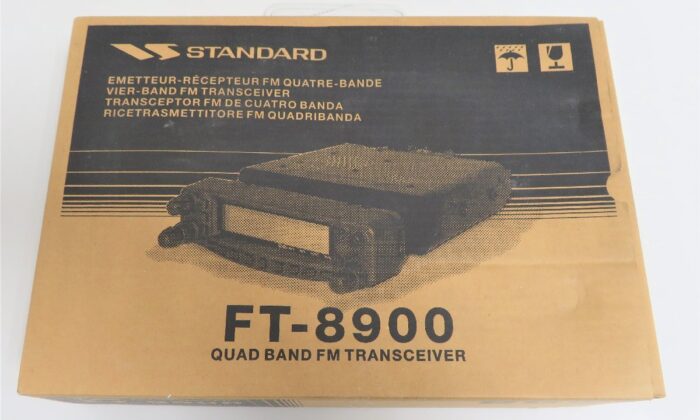 STANDARD
EMETTEUR-RÉCEPTEUR FM QUATRE-BANDE
VIER-BAND FM TRANSCEIVER
TRANSCEPTOR FM DE CUATRO BANDA
RICETRASMETTITORE FM QUADRIBANDA
FT-8900
QUAD BAND FM TRANSCEIVER